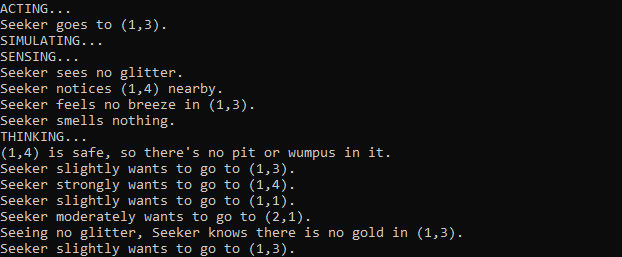 ACTING...
Seeker goes to (1,3).
SIMULATING...
SENSING...
Seeker sees no glitter.
Seeker notices (1,4) nearby.
Seeker feels no breeze in (1,3).
Seeker smells nothing.
THINKING...
(1,4) is safe, so there's no pit or wumpus in it.
Seeker slightly wants to go to (1,3).
Seeker strongly wants to go to (1,4).
Seeker slightly wants to go to (1,1).
Seeker moderately wants to go to (2,1).
Seeing no glitter, Seeker knows there is no gold in (1,3).
Seeker slightly wants to go to (1,3).